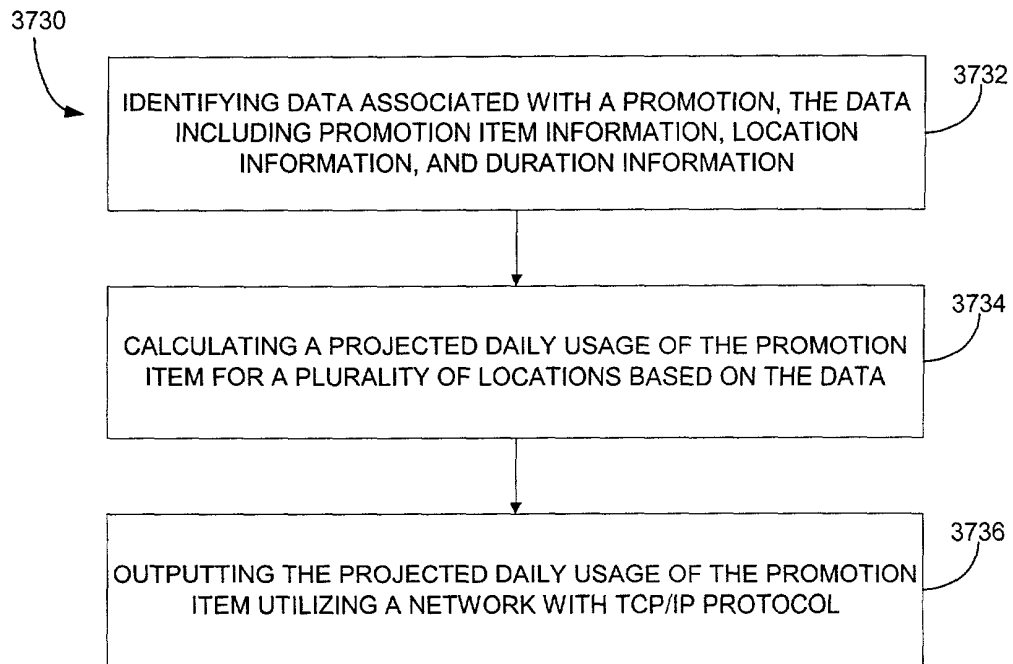 3730
3732
IDENTIFYING DATA ASSOCIATED WITH A PROMOTION, THE DATA
INCLUDING PROMOTION ITEM INFORMATION, LOCATION
INFORMATION, AND DURATION INFORMATION
3734
CALCULATING A PROJECTED DAILY USAGE OF THE PROMOTION
ITEM FOR A PLURALITY OF LOCATIONS BASED ON THE DATA
3736
OUTPUTTING THE PROJECTED DAILY USAGE OF THE PROMOTION
ITEM UTILIZING A NETWORK WITH TCP/IP PROTOCOL